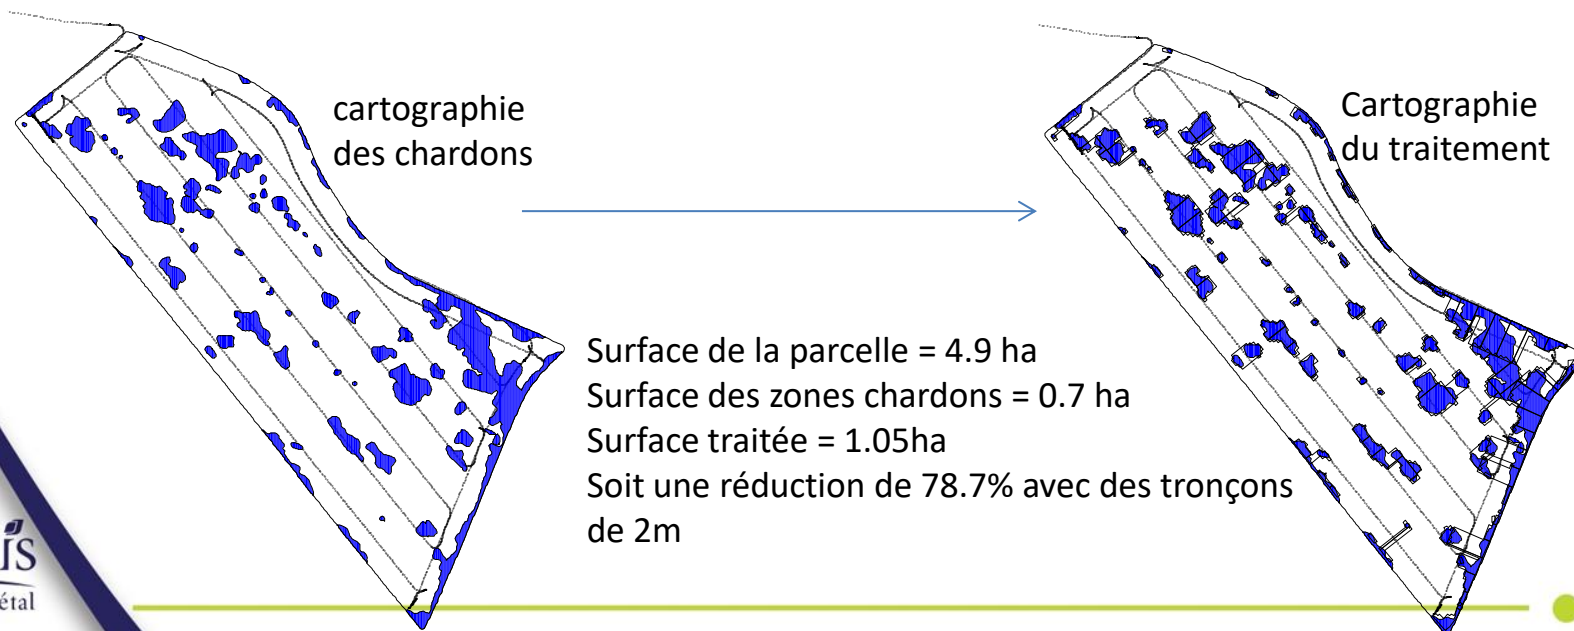 cartographie
des chardons
Cartographie
du traitement
Surface de la parcelle = 4.9 ha
Surface des zones chardons = 0.7 ha
Surface traitée = 1.05ha
Soit une réduction de 78.7% avec des tronçons
de 2m